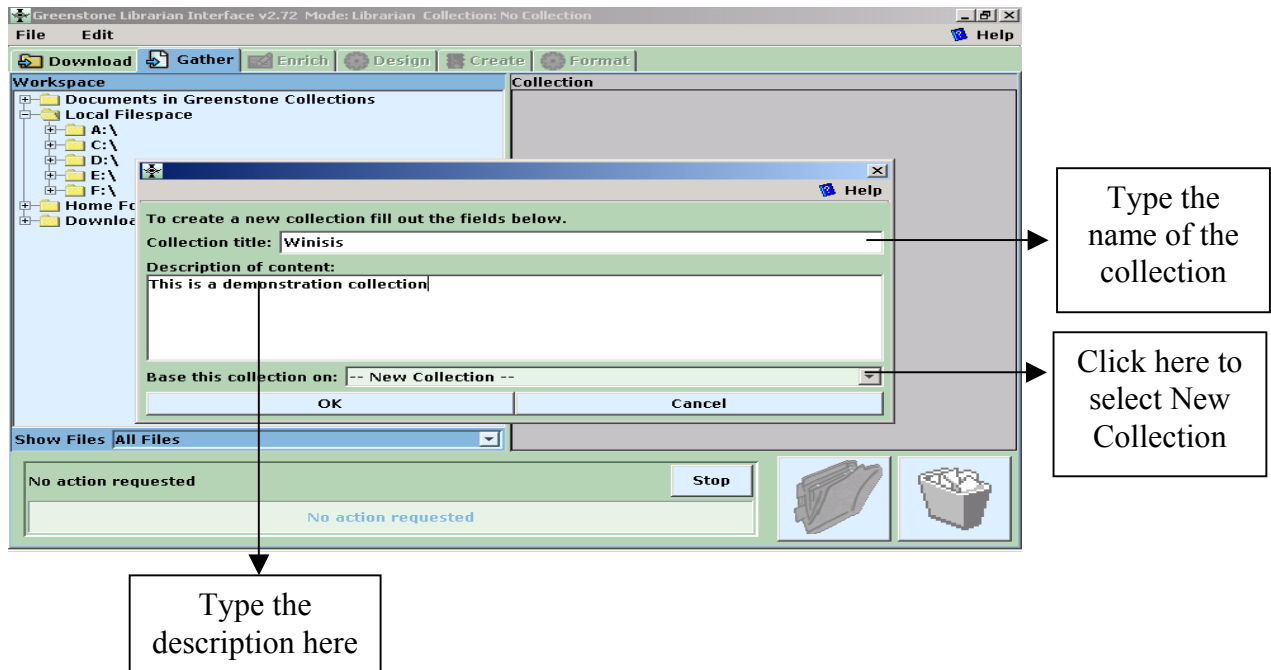 Greenstone Librarian Interface v2.72 Mode: Librarian Collection: No Collection
File Edit Help
Download Gather Enrich Design Create Format
Workspace
Collection
Documents in Greenstone Collections
Local Filespace
A:\
C:\
D:\
E:\
F:\
Home Fo
Downloa
Help
To create a new collection fill out the fields below.
Collection title: Winisis
Description of content:
This is a demonstration collection
Base this collection on: -- New Collection --
OK Cancel
Show Files All Files
No action requested
Stop
No action requested
Type the
name of the
collection
Click here to
select New
Collection
Type the
description here